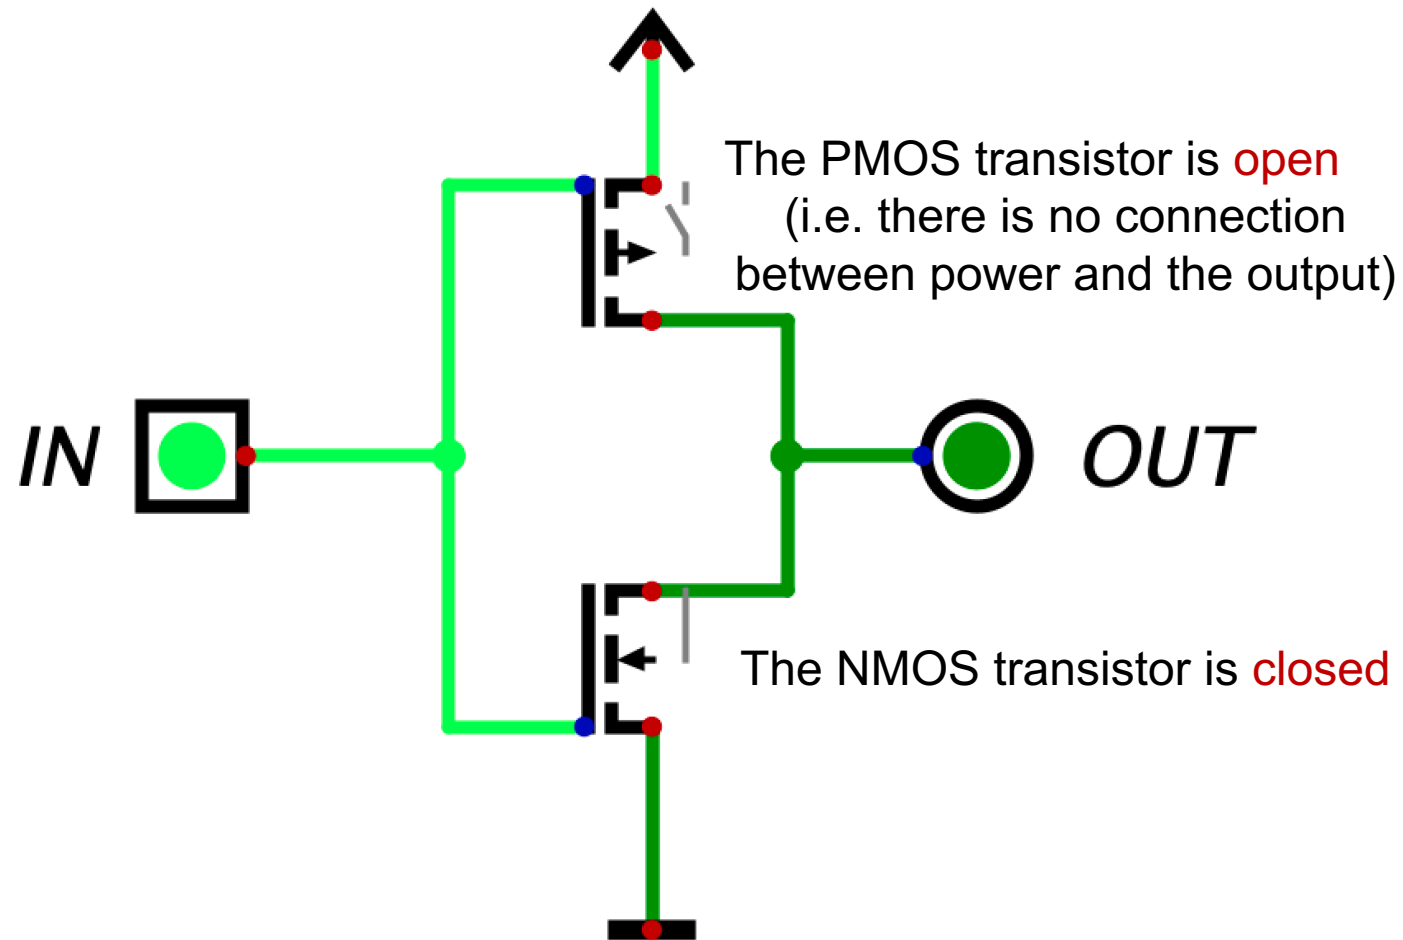 The PMOS transistor is open
(i.e. there is no connection
between power and the output)
IN
OUT
The NMOS transistor is closed